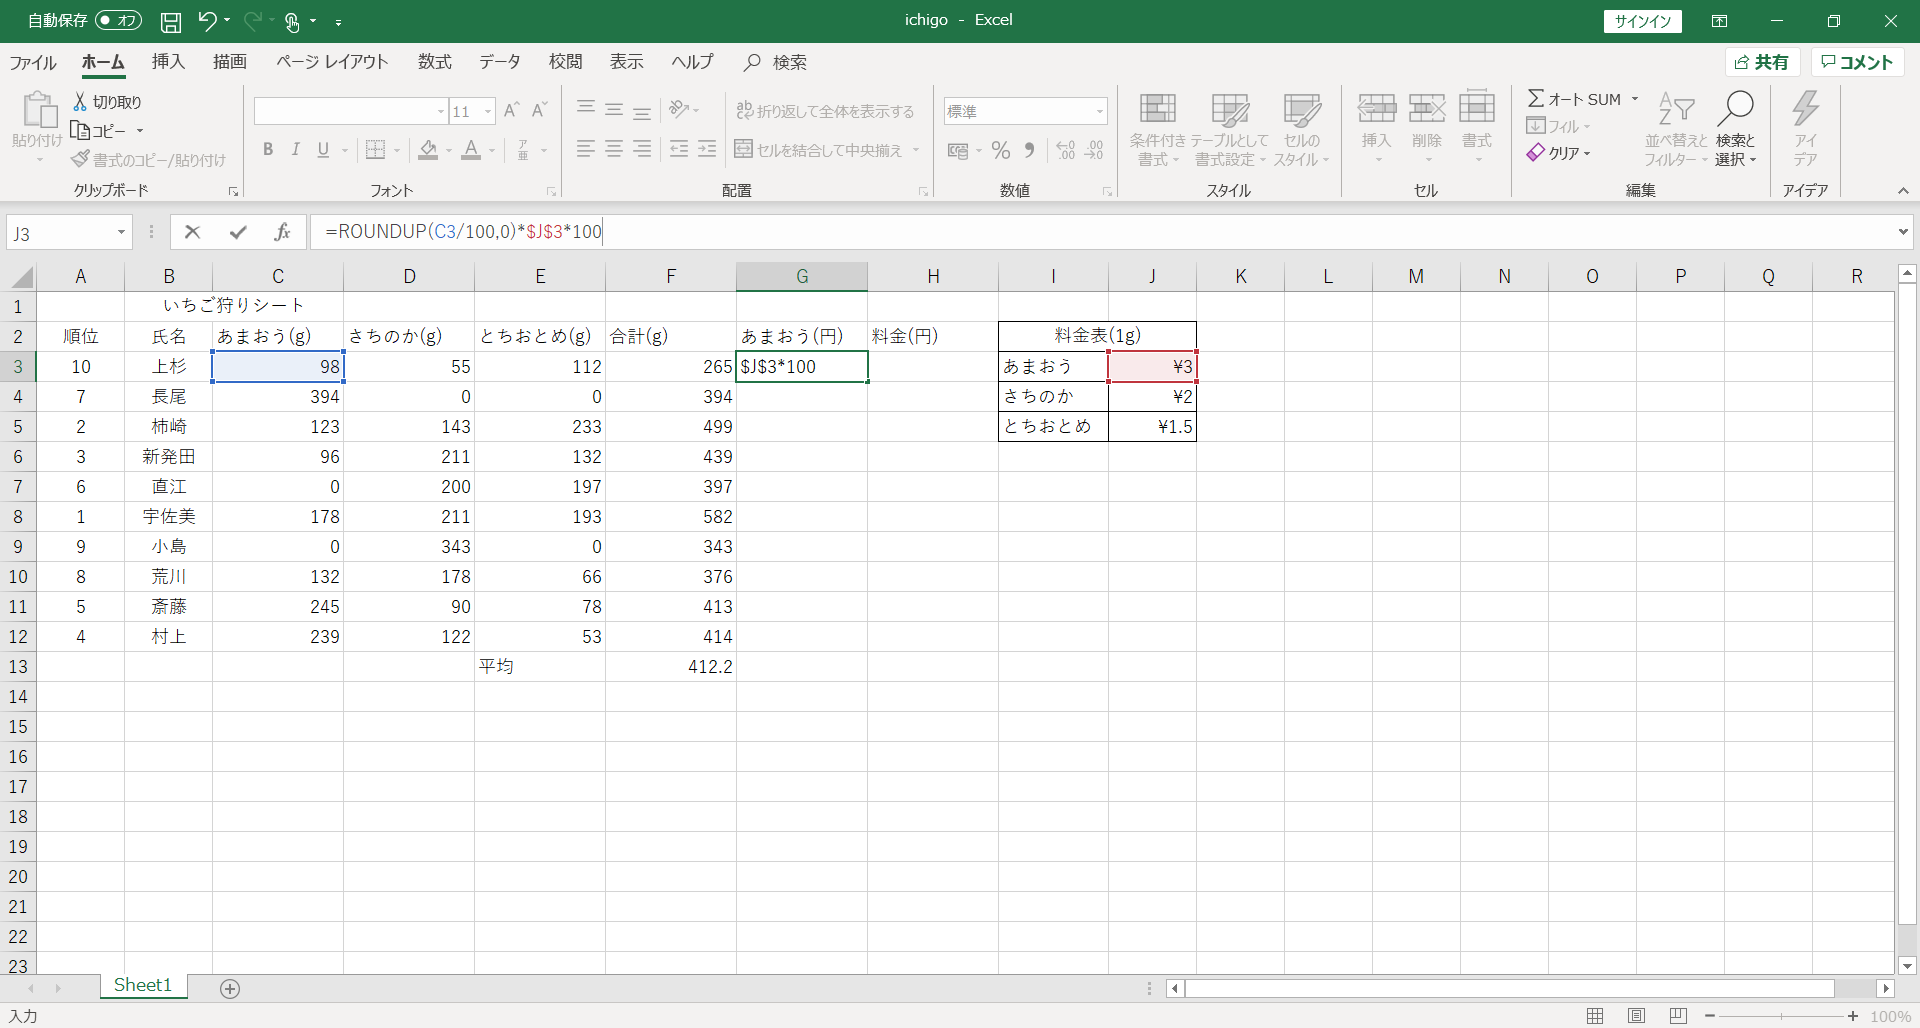 自動保存 オフ ichigo - Excel サインイン
ファイル ホーム 挿入 描画 ページ レイアウト 数式 データ 校閲 表示 ヘルプ 検索 共有 コメント
貼り付け 切り取り コピー 書式のコピー/貼り付け クリップボード
11 B I U A ア亜 フォント
ab 折り返して全体を表示する セルを結合して中央揃え 配置
標準 % 数値
条件付き書式 テーブルとして書式設定 セルのスタイル スタイル
挿入 削除 書式 セル
Σ オート SUM フィル クリア 並べ替えとフィルター 検索と選択 編集
アイデア アイデア
J3 fx =ROUNDUP(C3/100,0)*$J$3*100
A B C D E F G H I J K L M N O P Q R
1 いちご狩りシート
2 順位 氏名 あまおう(g) さちのか(g) とちおとめ(g) 合計(g) あまおう(円) 料金(円) 料金表(1g)
3 10 上杉 98 55 112 265 $J$3*100 あまおう ¥3
4 7 長尾 394 0 0 394 さちのか ¥2
5 2 柿崎 123 143 233 499 とちおとめ ¥1.5
6 3 新発田 96 211 132 439
7 6 直江 0 200 197 397
8 1 宇佐美 178 211 193 582
9 9 小島 0 343 0 343
10 8 荒川 132 178 66 376
11 5 斎藤 245 90 78 413
12 4 村上 239 122 53 414
13 平均 412.2
14
15
16
17
18
19
20
21
22
23
Sheet1
入力 100%